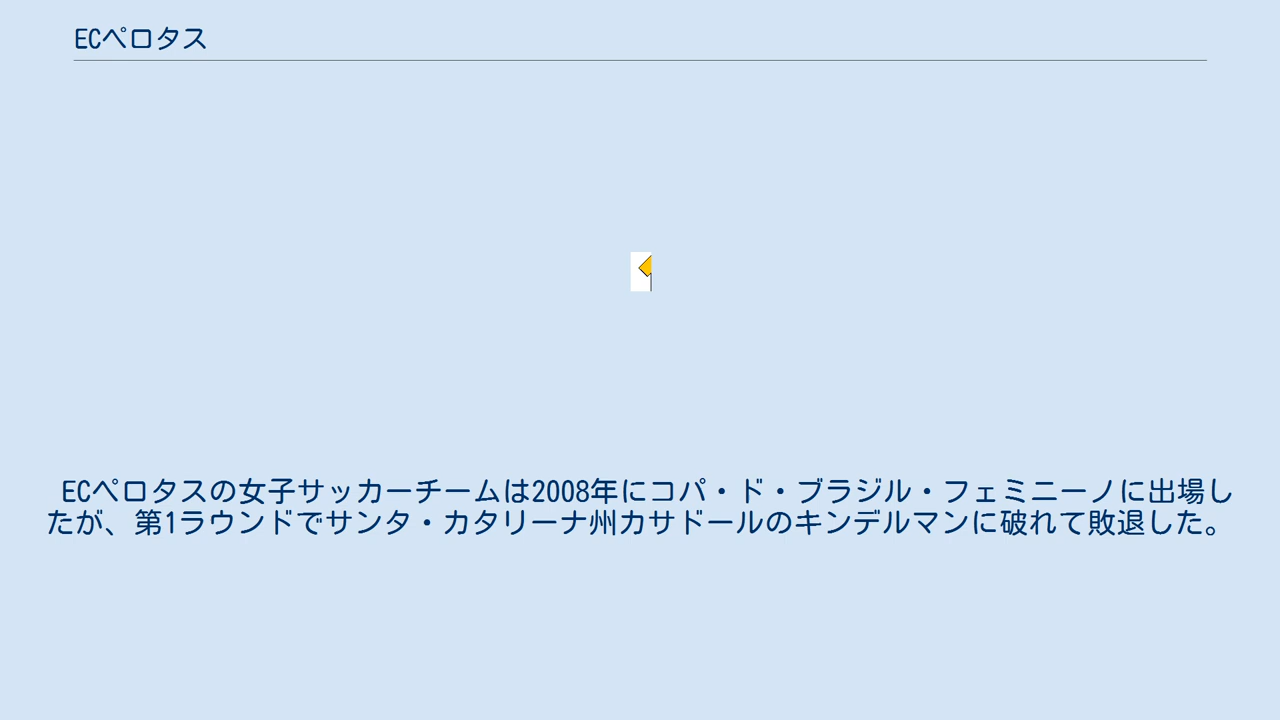 ECペロタス
ECペロタスの女子サッカーチームは2008年にコパ・ド・ブラジル・フェミニーノに出場し
たが、第1ラウンドでサンタ・カタリーナ州カサドールのキンデルマンに破れて敗退した。